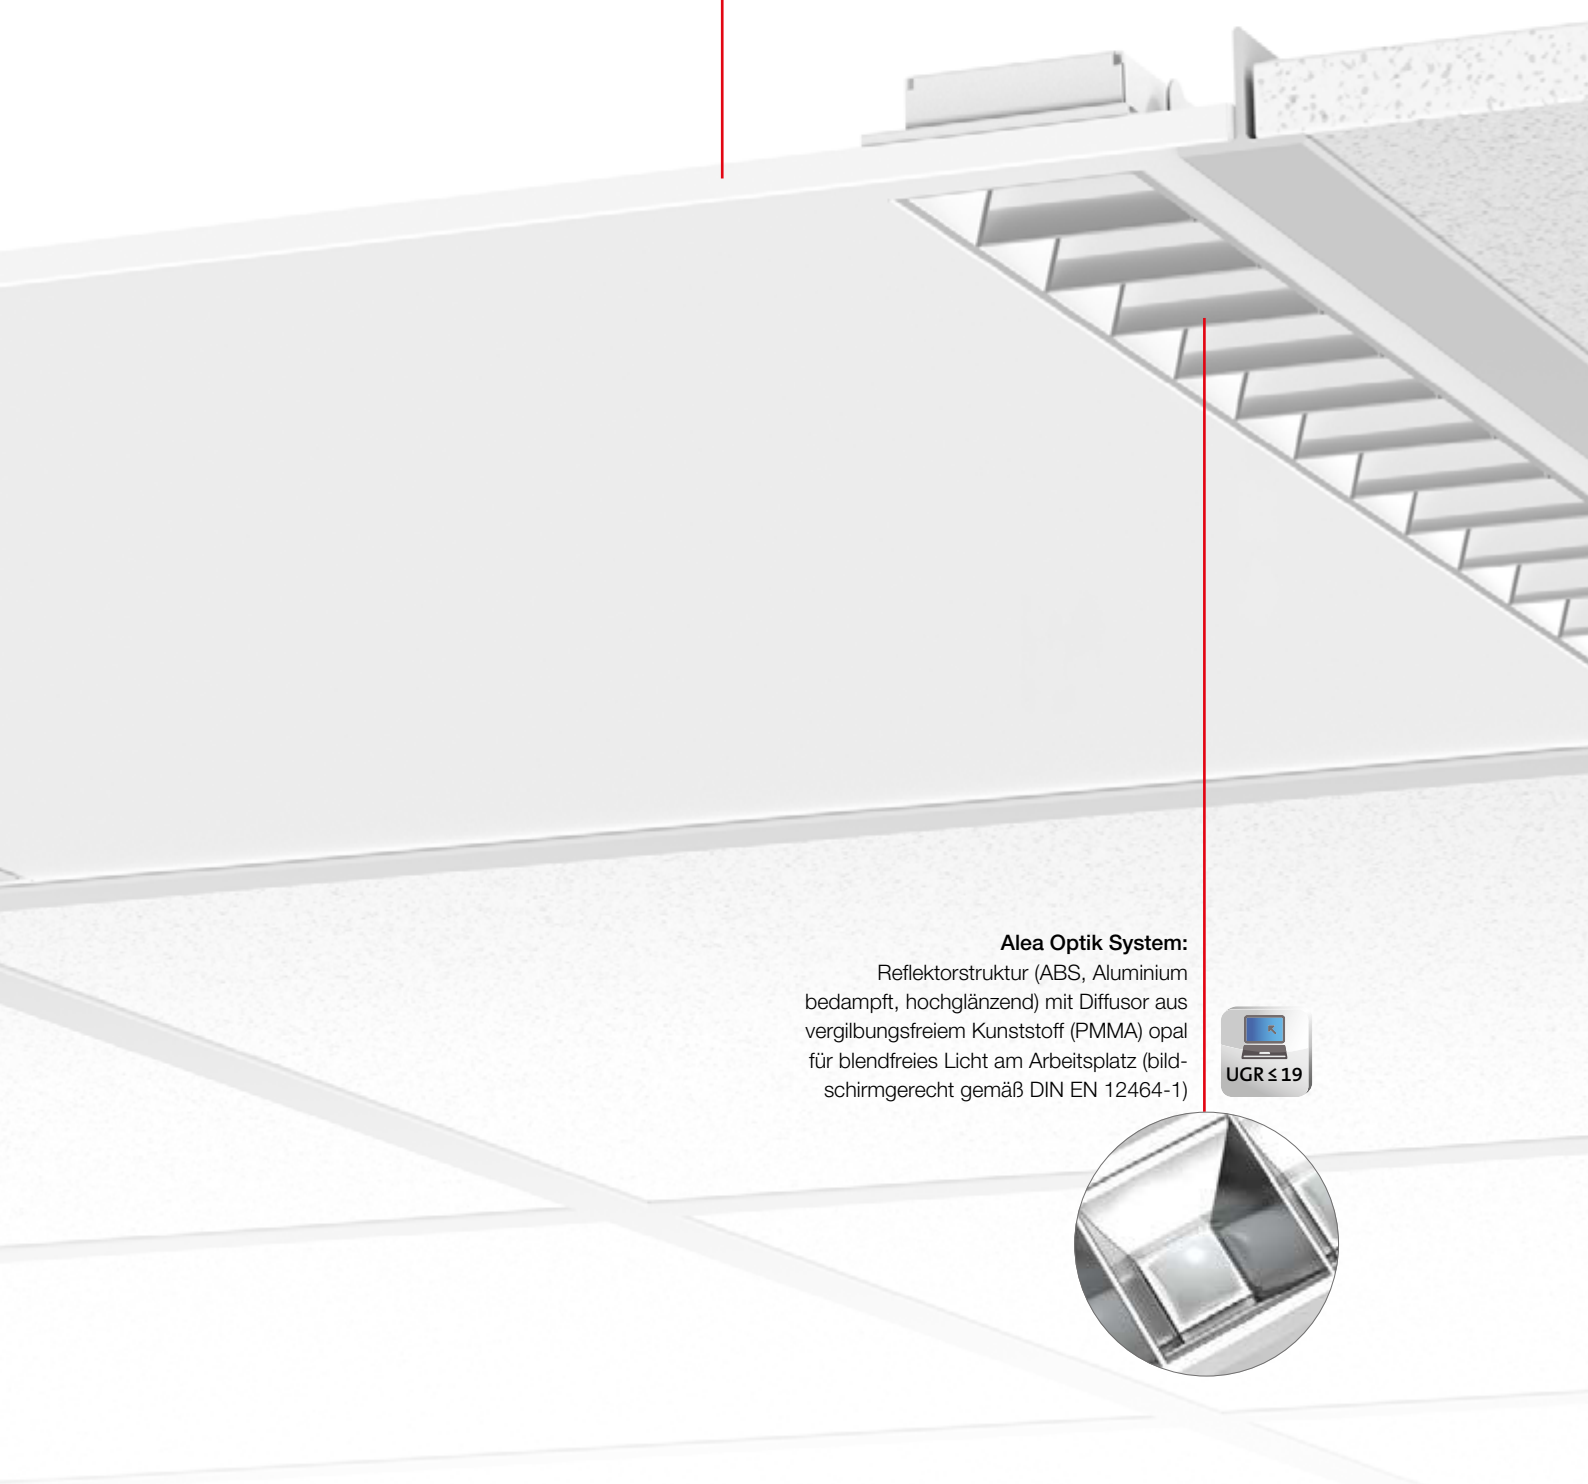 Alea Optik System:
Reflektorstruktur (ABS, Aluminium
bedampft, hochglänzend) mit Diffusor aus
vergilbungsfreiem Kunststoff (PMMA) opal
für blendfreies Licht am Arbeitsplatz (bild-
schirmgerecht gemäß DIN EN 12464-1)
UGR ≤ 19